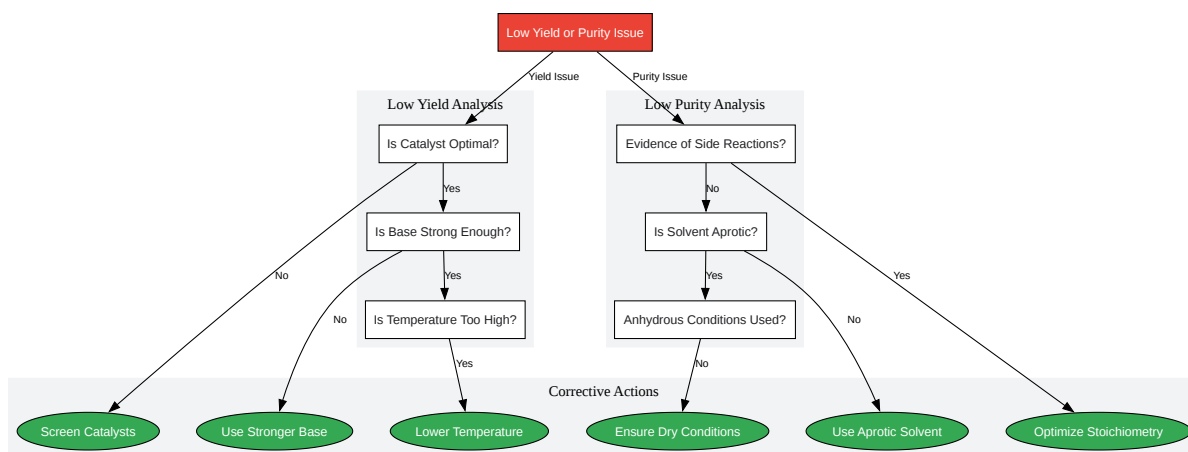 Low Yield or Purity Issue
Yield Issue
Purity Issue
Low Yield Analysis
Low Purity Analysis
Is Catalyst Optimal?
Evidence of Side Reactions?
Yes
No
Is Base Strong Enough?
Is Solvent Aprotic?
No
Yes
Yes
Yes
Is Temperature Too High?
Anhydrous Conditions Used?
No
No
Yes
No
Corrective Actions
Screen Catalysts
Use Stronger Base
Lower Temperature
Ensure Dry Conditions
Use Aprotic Solvent
Optimize Stoichiometry